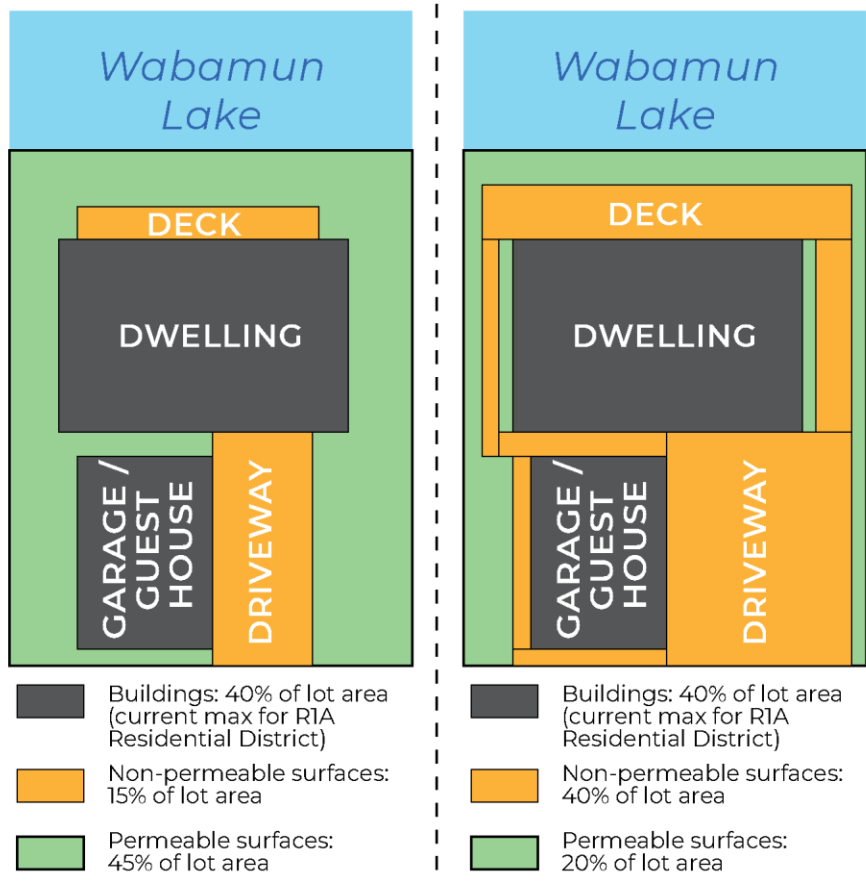 Wabamun
Lake
DECK
DWELLING
GARAGE /
GUEST
HOUSE
DRIVEWAY
Buildings: 40% of lot area
(current max for R1A
Residential District)
Non-permeable surfaces:
15% of lot area
Permeable surfaces:
45% of lot area
Wabamun
Lake
DECK
DWELLING
GARAGE /
GUEST
HOUSE
DRIVEWAY
Buildings: 40% of lot area
(current max for R1A
Residential District)
Non-permeable surfaces:
40% of lot area
Permeable surfaces:
20% of lot area